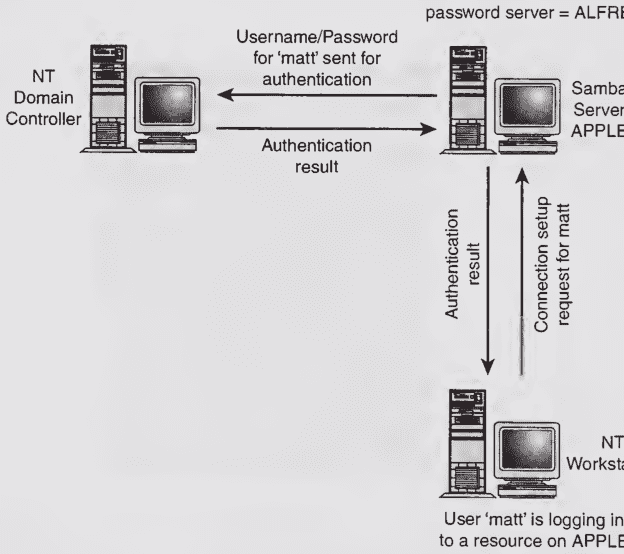 password server = ALFRE
Username/Password
for 'matt' sent for
authentication
NT
Domain
Controller
Samba
Server
APPLE
Authentication
result
Authentication
result
Connection setup
request for matt
NT
Worksta
User 'matt' is logging in
to a resource on APPLE